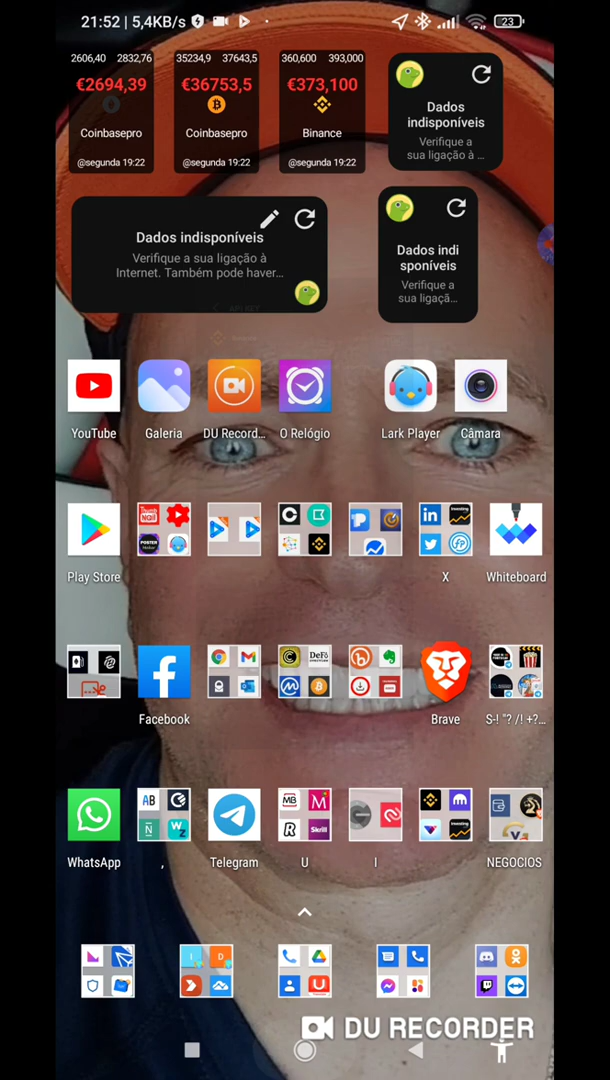 21:52 | 5,4KB/s
23
2606,40 2832,76
€2694,39
Coinbasepro
@segunda 19:22
35234,9 37643,5
€36753,5
Coinbasepro
@segunda 19:22
360,600 393,000
€373,100
Binance
@segunda 19:22
Dados
indisponíveis
Verifique a
sua ligação à ...
Dados indisponíveis
Verifique a sua ligação à
Internet. Também pode haver...
Dados indi
sponíveis
Verifique a
sua ligaçã...
YouTube
Galeria
DU Record...
O Relógio
Lark Player
Câmara
Play Store
X
Whiteboard
Facebook
Brave
S-! "? /! +?...
WhatsApp
,
Telegram
U
I
NEGOCIOS
DU RECORDER